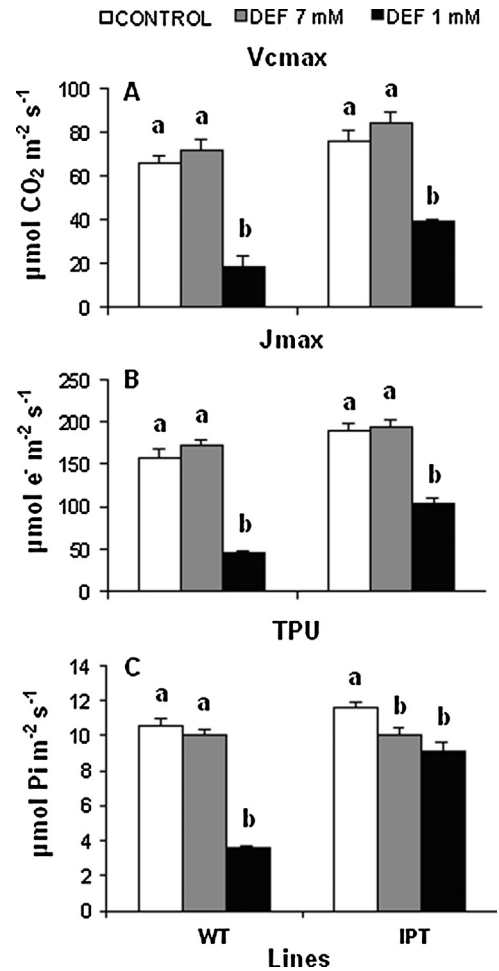 CONTROL DEF 7 mM DEF 1 mM
Vcmax
A
µmol CO₂ m⁻² s⁻¹
100
80
60
40
20
0
a a b a a b
Jmax
B
µmol e⁻ m⁻² s⁻¹
250
200
150
100
50
0
a a b a a b
TPU
C
µmol Pi m⁻² s⁻¹
14
12
10
8
6
4
2
0
a a b a b b
WT IPT
Lines